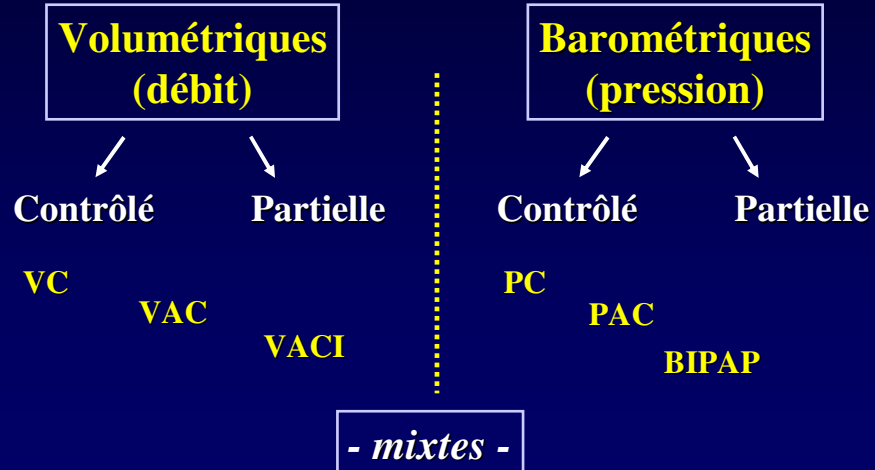 Volumétriques
(débit)
Barométriques
(pression)
Contrôlé
Partielle
Contrôlé
Partielle
VC
VAC
VACI
PC
PAC
BIPAP
- mixtes -